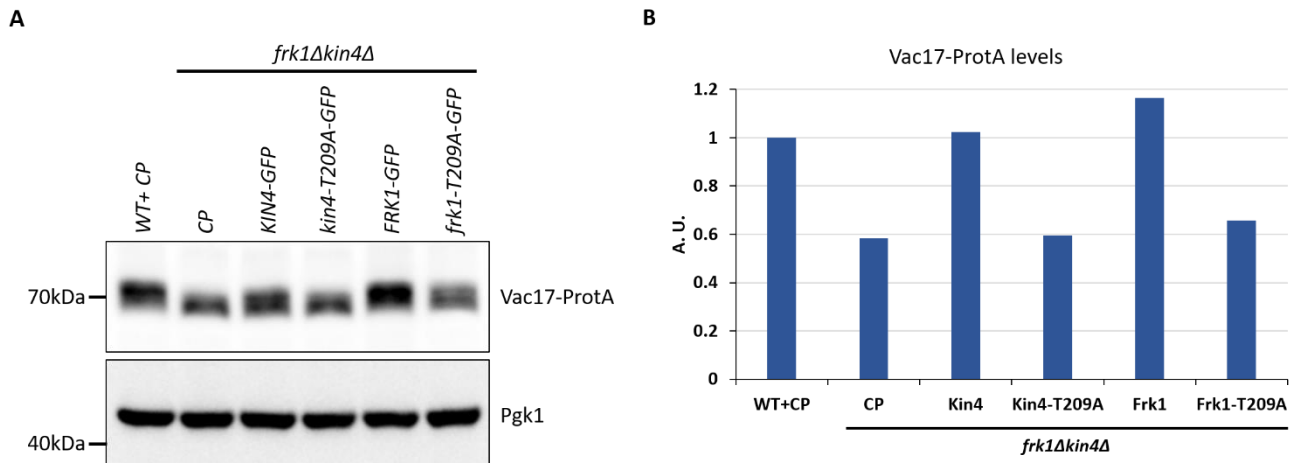 A
frk1Δkin4Δ
WT+ CP
CP
KIN4-GFP
kin4-T209A-GFP
FRK1-GFP
frk1-T209A-GFP
70kDa
Vac17-ProtA
Pgk1
40kDa
B
Vac17-ProtA levels
A. U.
1.2
1
0.8
0.6
0.4
0.2
0
WT+CP
CP
Kin4
Kin4-T209A
Frk1
Frk1-T209A
frk1Δkin4Δ